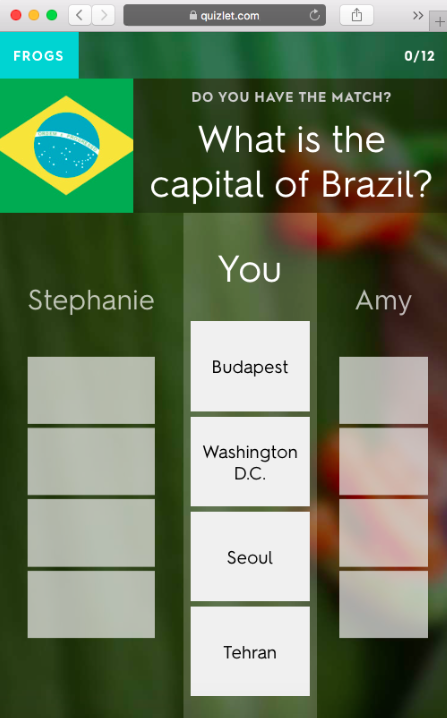 quizlet.com
FROGS
0/12
DO YOU HAVE THE MATCH?
What is the
capital of Brazil?
Stephanie
You
Amy
Budapest
Washington
D.C.
Seoul
Tehran